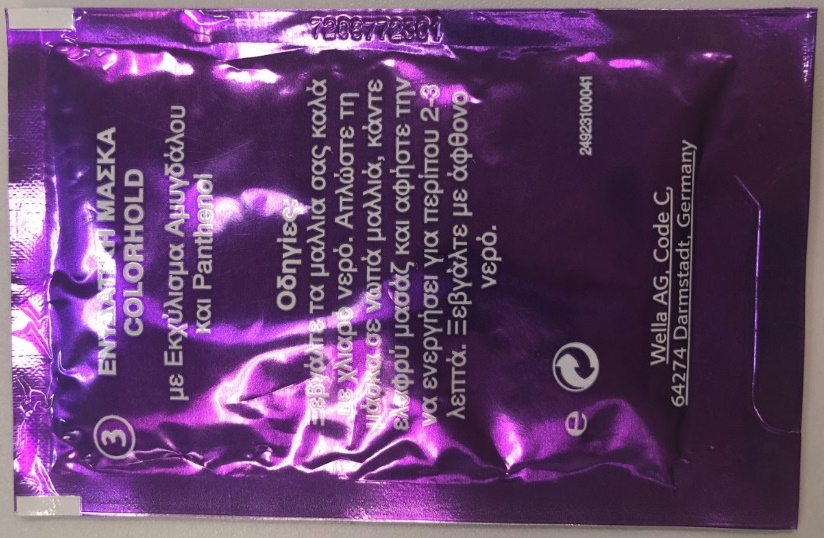 3
ΕΝΥΔΑΤΙΚΗ ΜΑΣΚΑ
COLORHOLD
με Εκχύλισμα Αμυγδάλου
και Panthenol
Οδηγίες:
Ξεβγάλτε τα μαλλιά σας καλά
με χλιαρό νερό. Απλώστε τη
μάσκα σε νωπά μαλλιά, κάντε
ελαφρύ μασάζ και αφήστε την
να ενεργήσει για περίπου 2-3
λεπτά. Ξεβγάλτε με άφθονο
νερό.
e
24923100041
Wella AG, Code C,
64274 Darmstadt, Germany